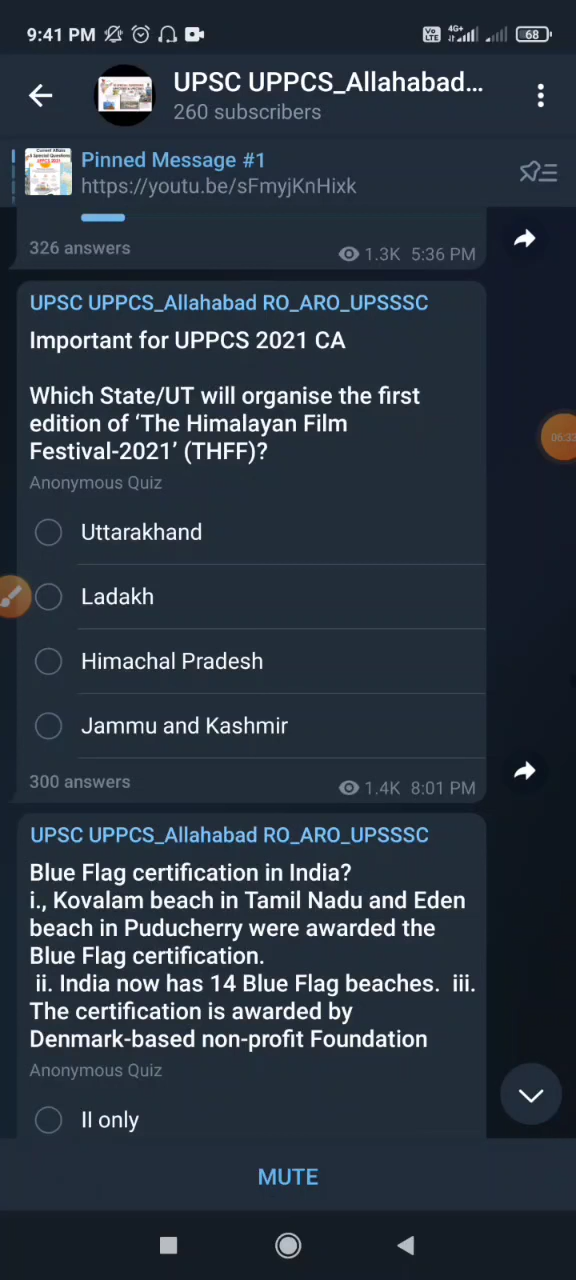 9:41 PM
Vo LTE 4G+ 68
UPSC UPPCS_Allahabad...
260 subscribers
Current Affairs
Pinned Message #1
https://youtu.be/sFmyjKnHixk
326 answers
1.3K 5:36 PM
UPSC UPPCS_Allahabad RO_ARO_UPSSSC
Important for UPPCS 2021 CA
Which State/UT will organise the first
edition of ‘The Himalayan Film
Festival-2021’ (THFF)?
Anonymous Quiz
Uttarakhand
Ladakh
Himachal Pradesh
Jammu and Kashmir
300 answers
1.4K 8:01 PM
UPSC UPPCS_Allahabad RO_ARO_UPSSSC
Blue Flag certification in India?
i., Kovalam beach in Tamil Nadu and Eden
beach in Puducherry were awarded the
Blue Flag certification.
ii. India now has 14 Blue Flag beaches. iii.
The certification is awarded by
Denmark-based non-profit Foundation
Anonymous Quiz
II only
MUTE